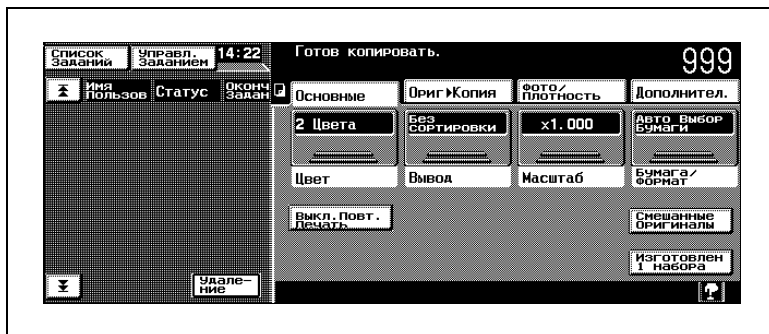 Список
Заданий
Управл.
Заданием
14:22
Готов копировать.
999
Имя
Пользов
Статус
Оконч
Задан
Основные
Ориг▶Копия
Фото/
Плотность
Дополнител.
2 Цвета
Без
сортировки
x1.000
Авто Выбор
Бумаги
Цвет
Вывод
Масштаб
Бумага/
Формат
Выкл.Повт.
Печать
Смешанные
Оригиналы
Изготовлен
1 набора
Удале-
ние